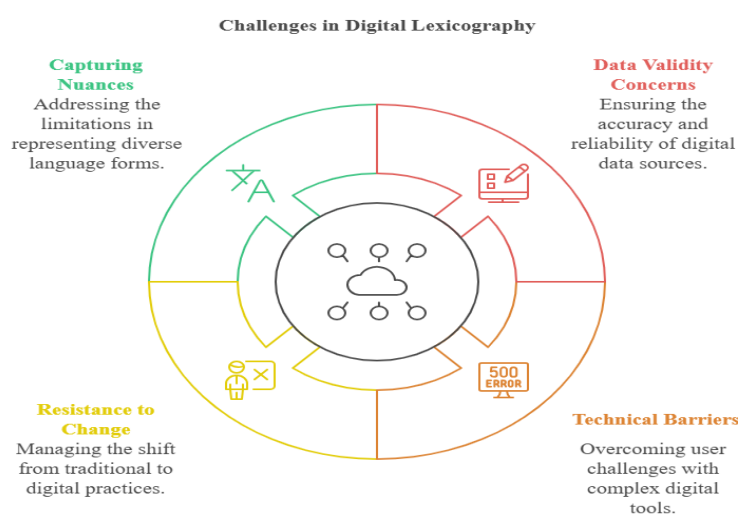 Challenges in Digital Lexicography
Capturing
Nuances
Addressing the
limitations in
representing diverse
language forms.
Data Validity
Concerns
Ensuring the
accuracy and
reliability of digital
data sources.
文A
500
ERROR
Resistance to
Change
Managing the shift
from traditional to
digital practices.
Technical Barriers
Overcoming user
challenges with
complex digital
tools.